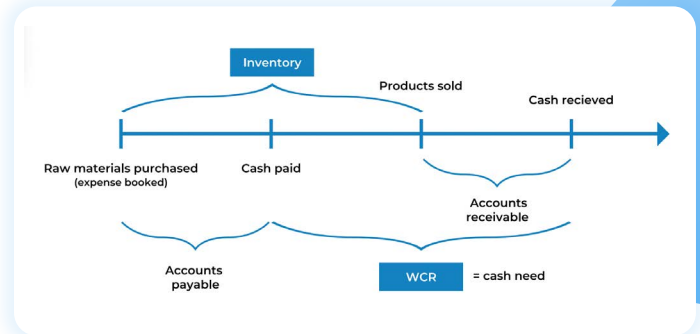 Inventory
Products sold
Cash recieved
Raw materials purchased
(expense booked)
Cash paid
Accounts
receivable
Accounts
payable
WCR
= cash need